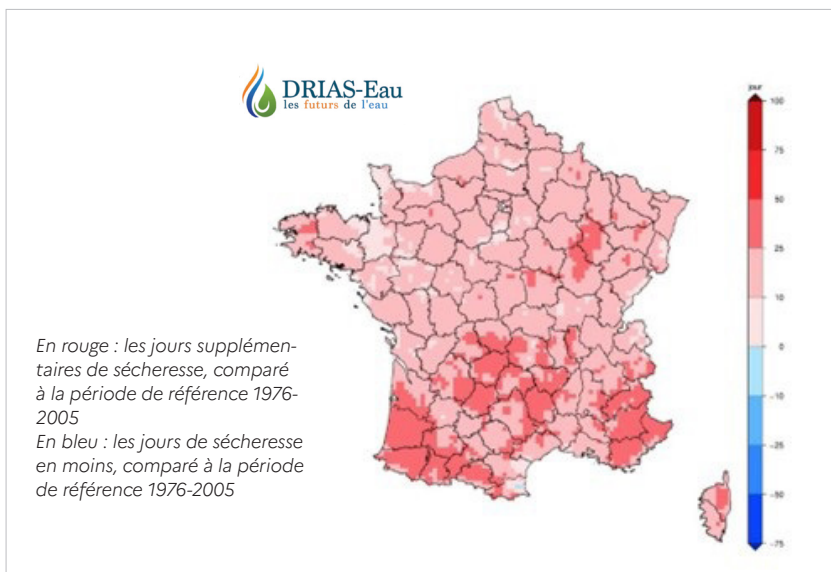 DRIAS-Eau
les futurs de l'eau
jour
100
75
50
25
10
0
-10
-25
-50
-75
En rouge : les jours supplémen-
taires de sécheresse, comparé
à la période de référence 1976-
2005
En bleu : les jours de sécheresse
en moins, comparé à la période
de référence 1976-2005